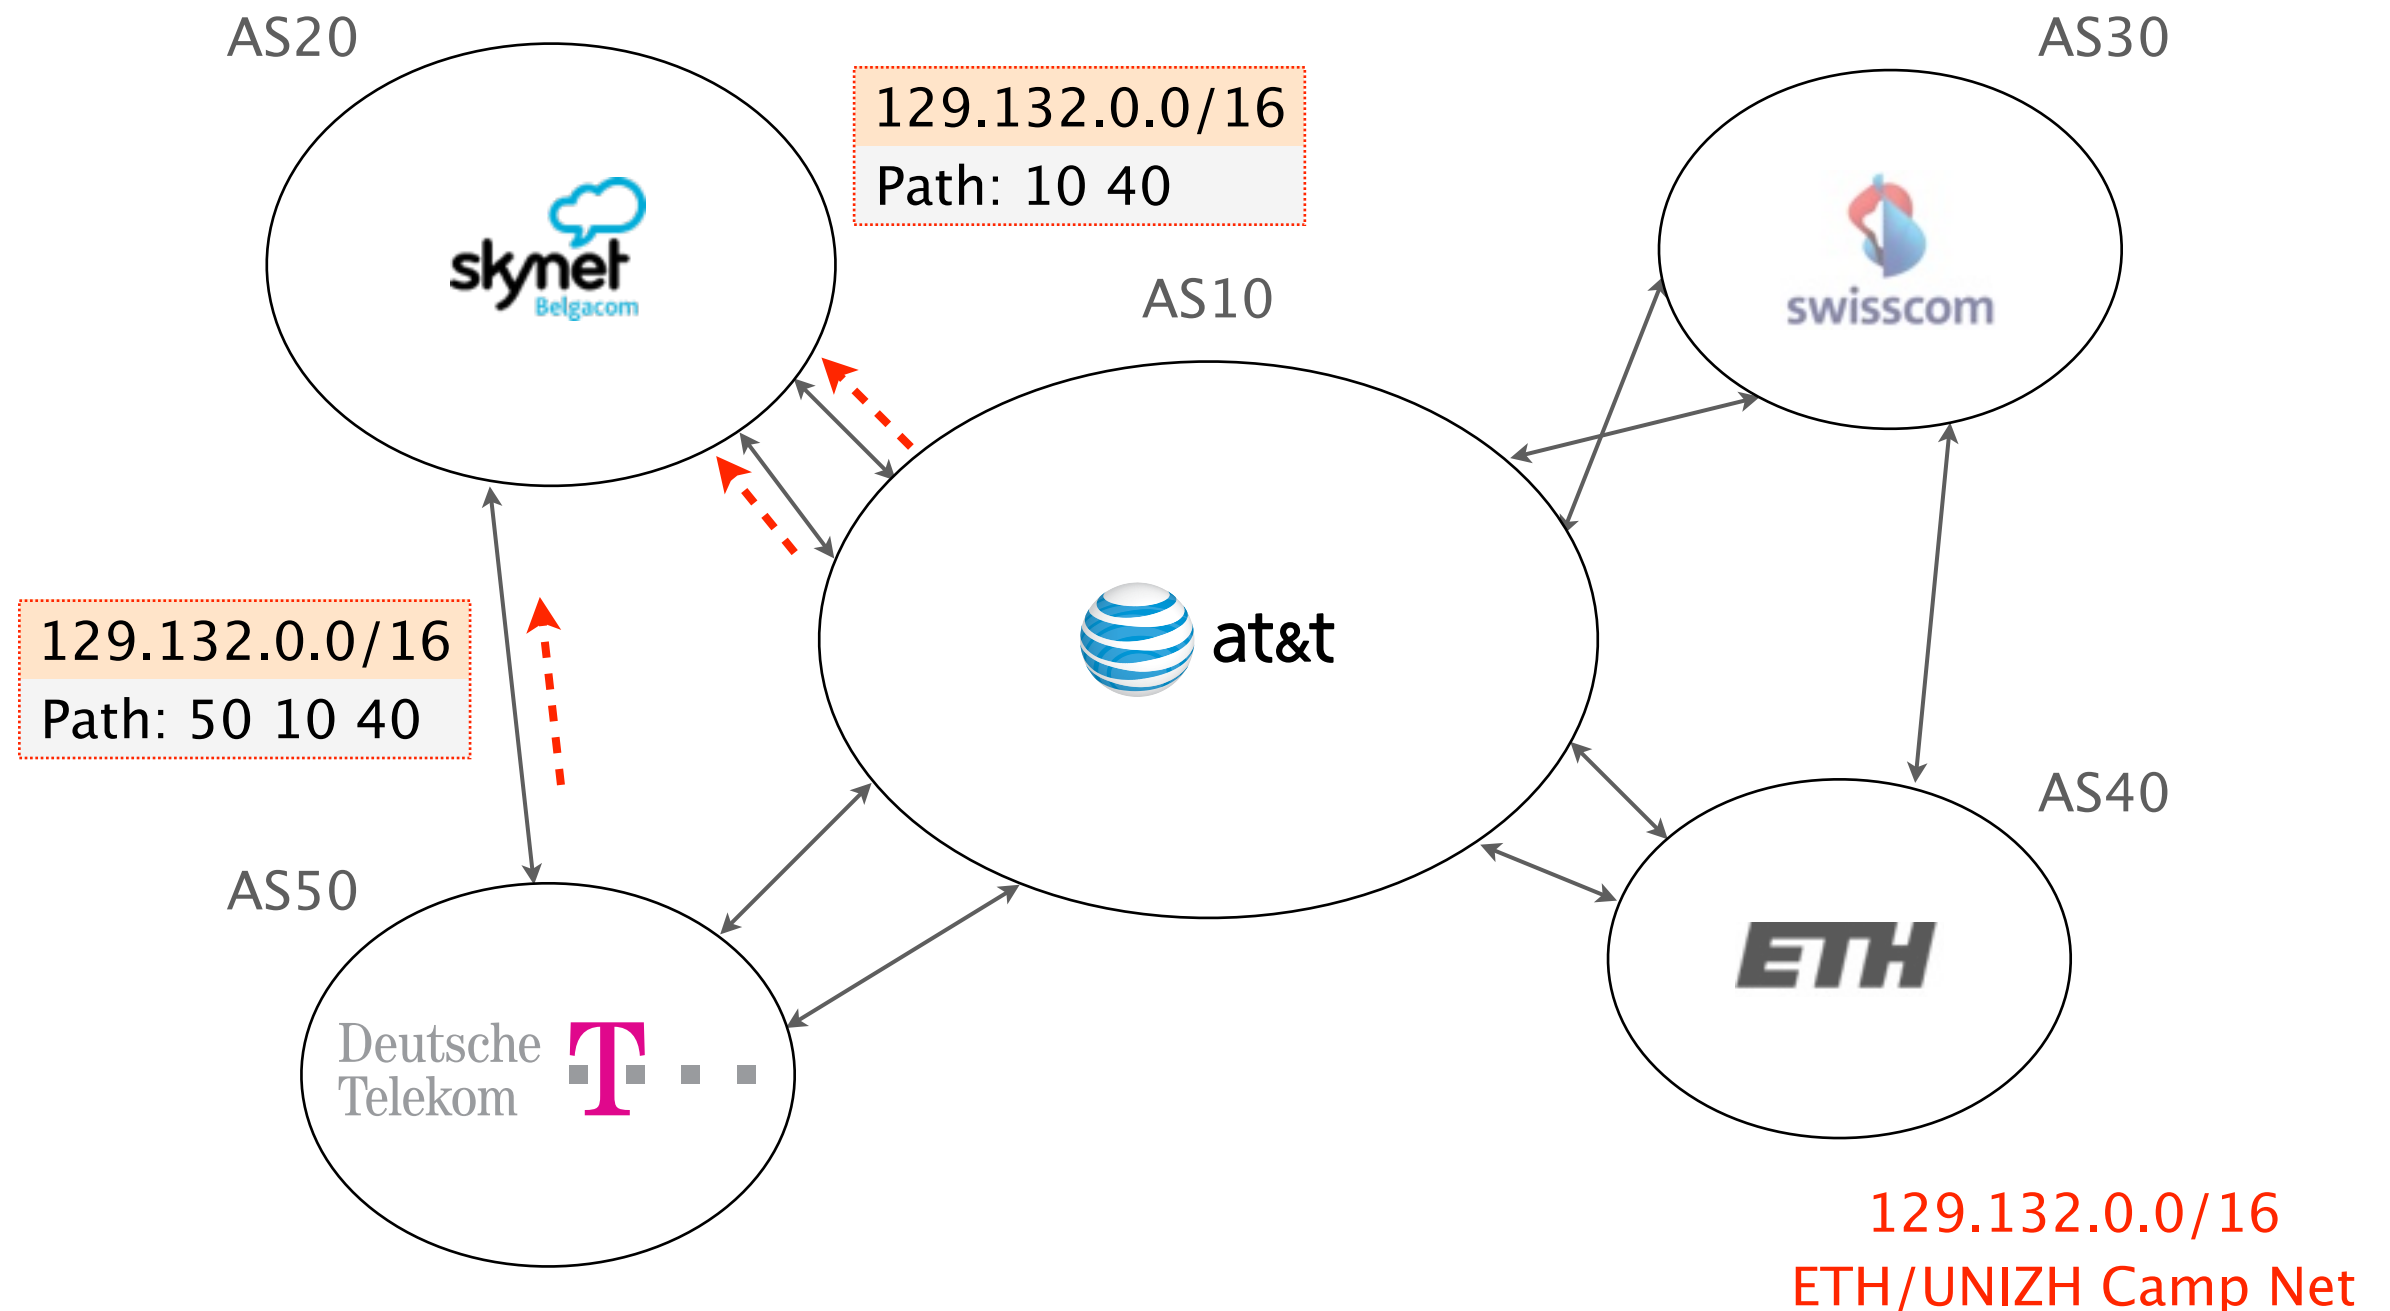 AS20
AS30
129.132.0.0/16
Path: 10 40
skynet
Belgacom
swisscom
AS10
at&t
129.132.0.0/16
Path: 50 10 40
AS40
AS50
ETH
Deutsche
Telekom
T
129.132.0.0/16
ETH/UNIZH Camp Net